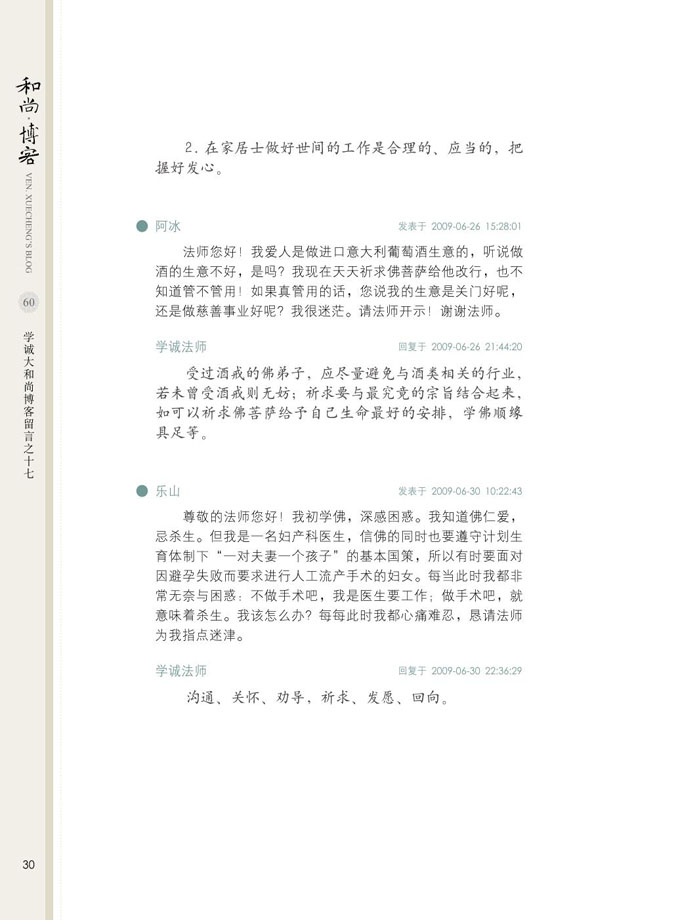 和尚·博客
VEN. XUECHENG'S BLOG
60
学诚大和尚博客留言之十七
2. 在家居士做好世间的工作是合理的、应当的，把
握好发心。
阿冰 发表于 2009-06-26 15:28:01
法师您好！我爱人是做进口意大利葡萄酒生意的，听说做
酒的生意不好，是吗？我现在天天祈求佛菩萨给他改行，也不
知道管不管用！如果真管用的话，您说我的生意是关门好呢，
还是做慈善事业好呢？我很迷茫。请法师开示！谢谢法师。
学诚法师 回复于 2009-06-26 21:44:20
受过酒戒的佛弟子，应尽量避免与酒类相关的行业，
若未曾受酒戒则无妨；祈求要与最究竟的宗旨结合起来，
如可以祈求佛菩萨给予自己生命最好的安排，学佛顺缘
具足等。
乐山 发表于 2009-06-30 10:22:43
尊敬的法师您好！我初学佛，深感困惑。我知道佛仁爱，
忌杀生。但我是一名妇产科医生，信佛的同时也要遵守计划生
育体制下“一对夫妻一个孩子”的基本国策，所以有时要面对
因避孕失败而要求进行人工流产手术的妇女。每当此时我都非
常无奈与困惑：不做手术吧，我是医生要工作；做手术吧，就
意味着杀生。我该怎么办？每每此时我都心痛难忍，恳请法师
为我指点迷津。
学诚法师 回复于 2009-06-30 22:36:29
沟通、关怀、劝导，祈求、发愿、回向。
30